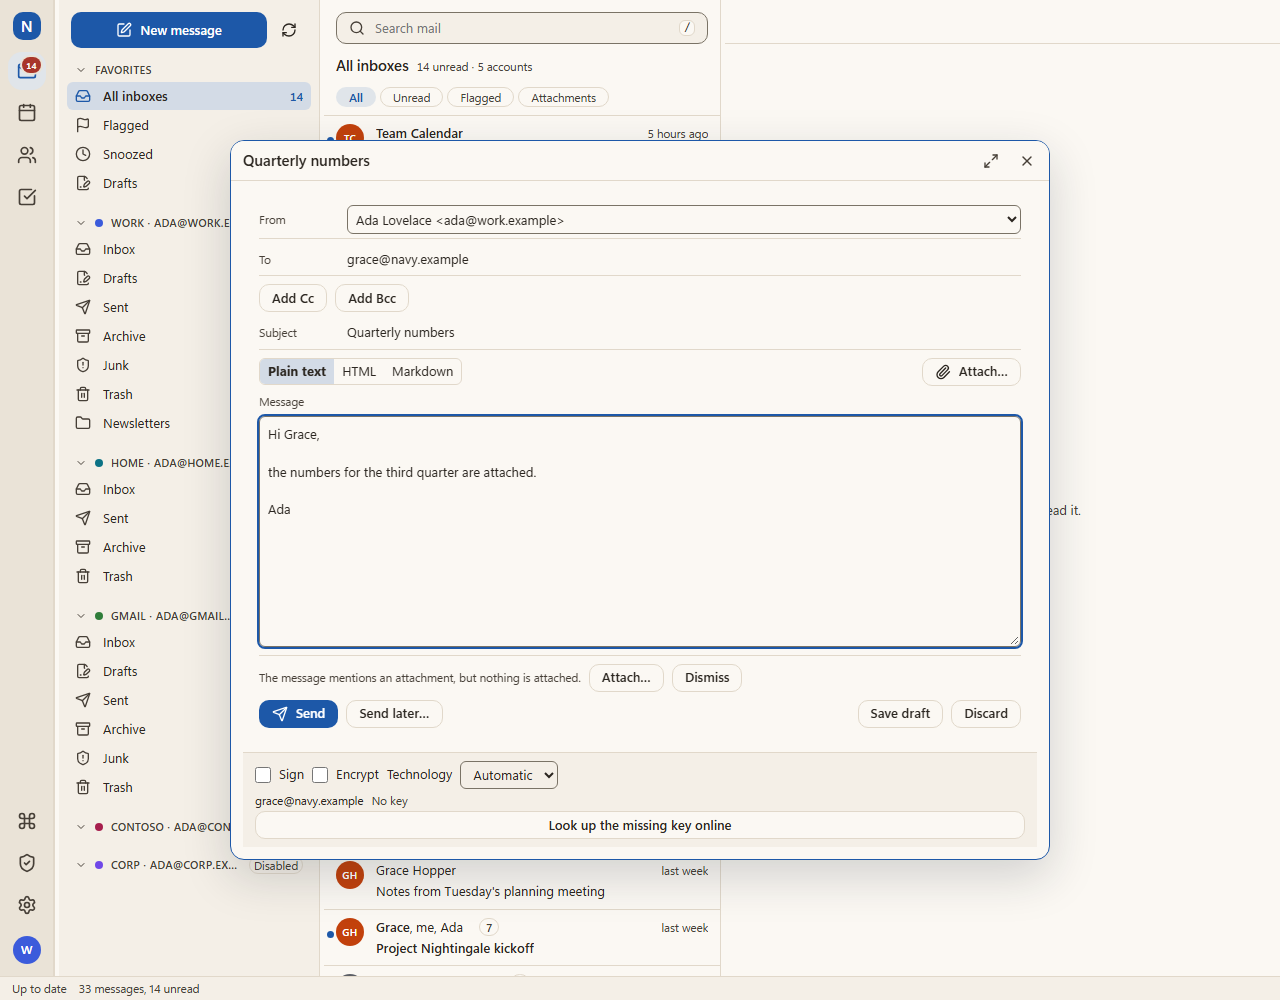 N
New message
Search mail
/
14
FAVORITES
All inboxes
14 unread · 5 accounts
All inboxes 14
All
Unread
Flagged
Attachments
Flagged
Snoozed
Drafts
Team Calendar
5 hours ago
WORK · ADA@WORK.E
Inbox
Drafts
Sent
Archive
Junk
Trash
Newsletters
HOME · ADA@HOME.E
Inbox
Sent
Archive
Trash
GMAIL · ADA@GMAIL...
Inbox
Drafts
Sent
Archive
Junk
Trash
CONTOSO · ADA@CON
CORP · ADA@CORP.EX...
Disabled
W
Quarterly numbers
From
Ada Lovelace <ada@work.example>
To
grace@navy.example
Add Cc
Add Bcc
Subject
Quarterly numbers
Plain text
HTML
Markdown
Attach...
Message
Hi Grace,
the numbers for the third quarter are attached.
Ada
The message mentions an attachment, but nothing is attached.
Attach...
Dismiss
Send
Send later...
Save draft
Discard
Sign
Encrypt
Technology
Automatic
grace@navy.example No key
Look up the missing key online
ead it.
GH
Grace Hopper
last week
Notes from Tuesday's planning meeting
GH
Grace, me, Ada
7
last week
Project Nightingale kickoff
Up to date
33 messages, 14 unread